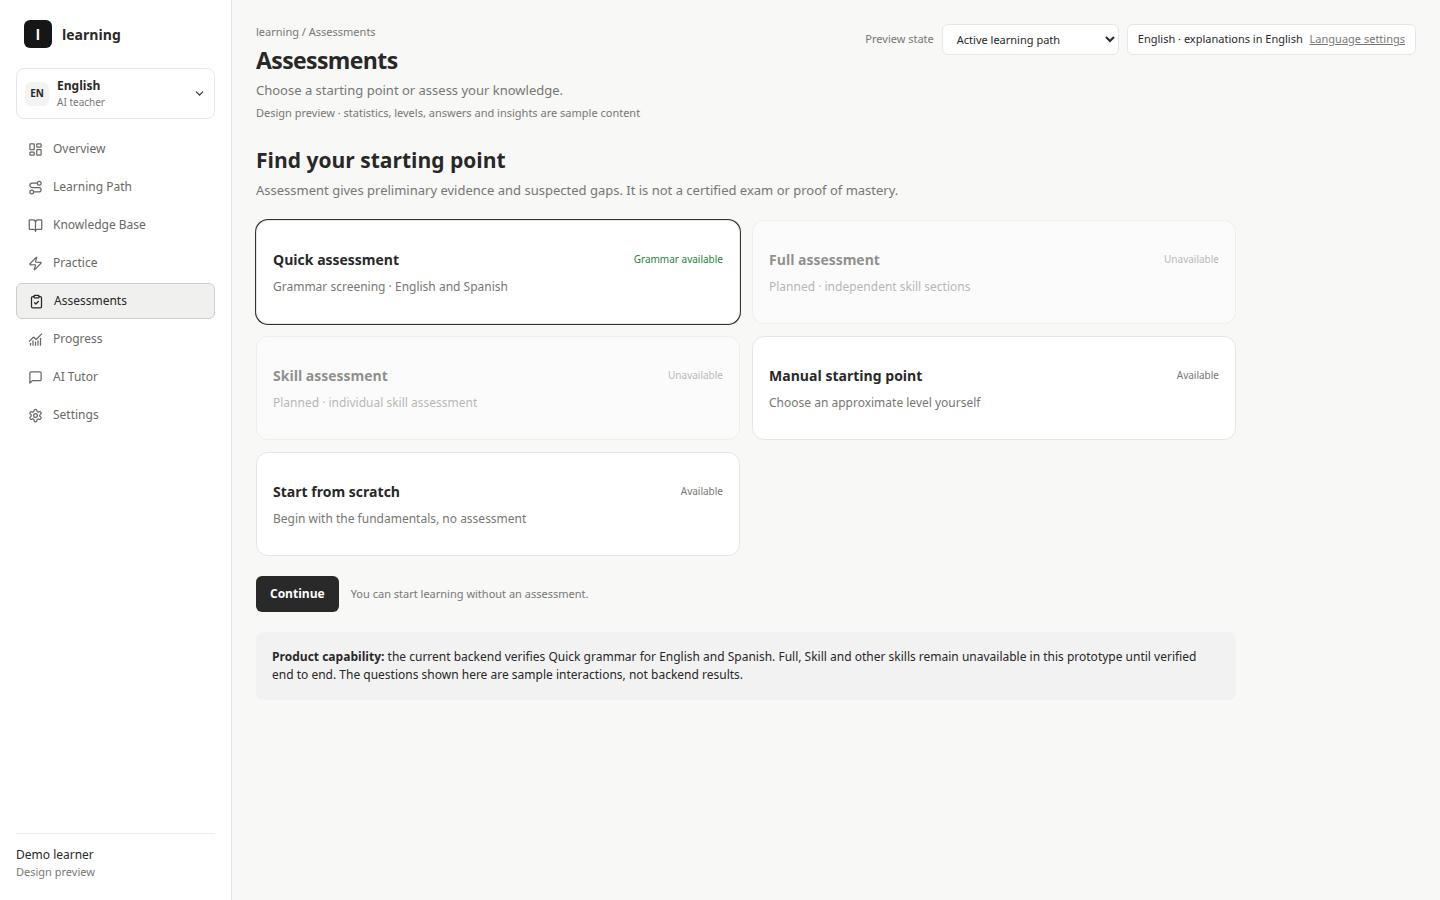 l learning
EN English
AI teacher
Overview
Learning Path
Knowledge Base
Practice
Assessments
Progress
AI Tutor
Settings
Demo learner
Design preview
learning / Assessments
Preview state Active learning path English · explanations in English Language settings
Assessments
Choose a starting point or assess your knowledge.
Design preview · statistics, levels, answers and insights are sample content
Find your starting point
Assessment gives preliminary evidence and suspected gaps. It is not a certified exam or proof of mastery.
Quick assessment Grammar available
Grammar screening · English and Spanish
Full assessment Unavailable
Planned · independent skill sections
Skill assessment Unavailable
Planned · individual skill assessment
Manual starting point Available
Choose an approximate level yourself
Start from scratch Available
Begin with the fundamentals, no assessment
Continue You can start learning without an assessment.
Product capability: the current backend verifies Quick grammar for English and Spanish. Full, Skill and other skills remain unavailable in this prototype until verified
end to end. The questions shown here are sample interactions, not backend results.